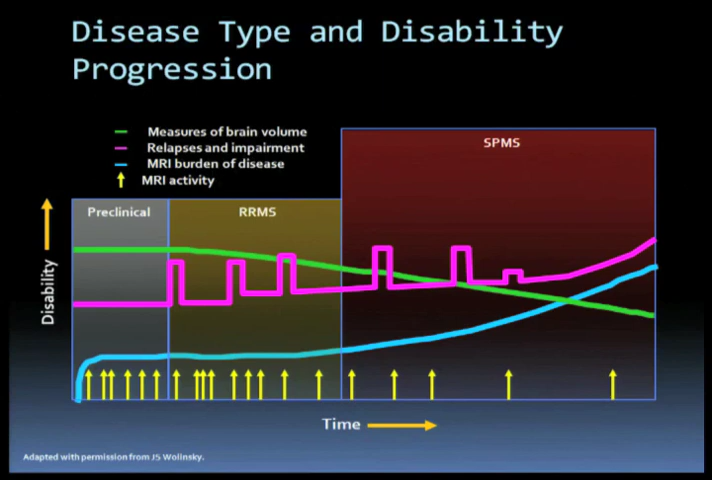 Disease Type and Disability
Progression
Measures of brain volume
Relapses and impairment
MRI burden of disease
MRI activity
SPMS
Preclinical
RRMS
Disability
Time
Adapted with permission from JS Wolinsky.